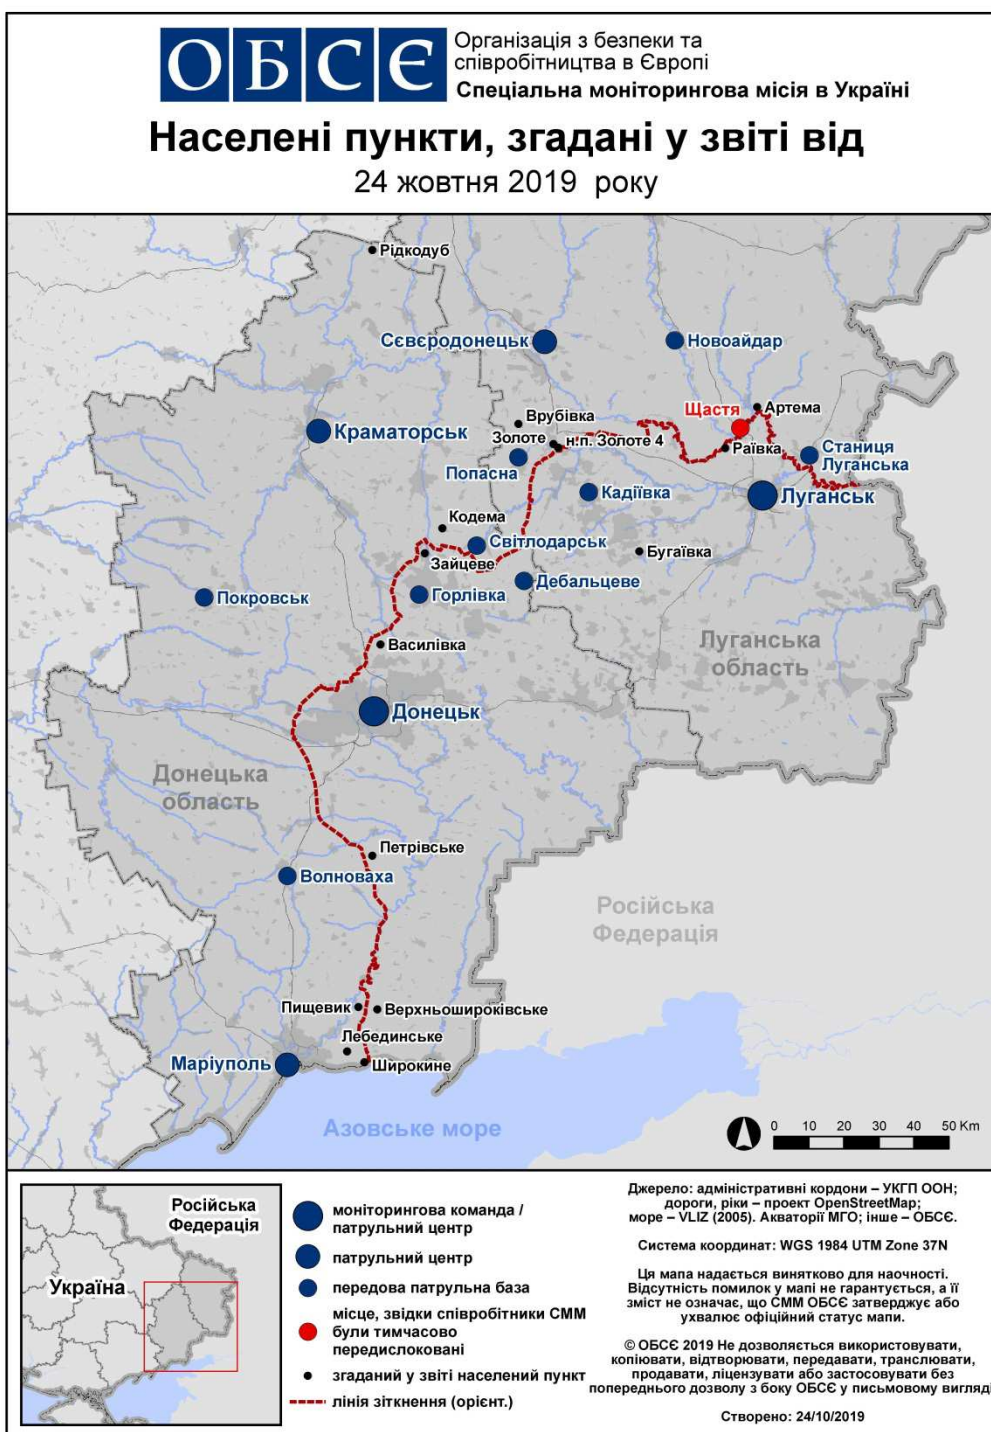 ОБСЄ
Організація з безпеки та
співробітництва в Європі
Спеціальна моніторингова місія в Україні
Населені пункти, згадані у звіті від
24 жовтня 2019 року
Рідкодуб
Сєвєродонецьк
Новоайдар
Щастя
Артема
Врубівка
Краматорськ
Золоте
н.п. Золоте 4
Раївка
Станиця
Луганська
Попасна
Кадіївка
Луганськ
Кодема
Світлодарськ
Бугаївка
Зайцеве
Дебальцеве
Горлівка
Покровськ
Василівка
Луганська
область
Донецьк
Донецька
область
Петрівське
Волноваха
Російська
Федерація
Пищевик
Верхньошироківське
Лебединське
Маріуполь
Широкине
Азовське море
0 10 20 30 40 50 Km
Російська
Федерація
Україна
моніторингова команда /
патрульний центр
патрульний центр
передова патрульна база
місце, звідки співробітники СММ
були тимчасово
передислоковані
згаданий у звіті населений пункт
лінія зіткнення (орієнт.)
Джерело: адміністративні кордони – УКГП ООН;
дороги, ріки – проект OpenStreetMap;
море – VLIZ (2005). Акваторії МГО; інше – ОБСЄ.
Система координат: WGS 1984 UTM Zone 37N
Ця мапа надається винятково для наочності.
Відсутність помилок у мапі не гарантується, а її
зміст не означає, що СММ ОБСЄ затверджує або
ухвалює офіційний статус мапи.
© ОБСЄ 2019 Не дозволяється використовувати,
копіювати, відтворювати, передавати, транслювати,
продавати, ліцензувати або застосовувати без
попереднього дозволу з боку ОБСЄ у письмовому вигляді
Створено: 24/10/2019